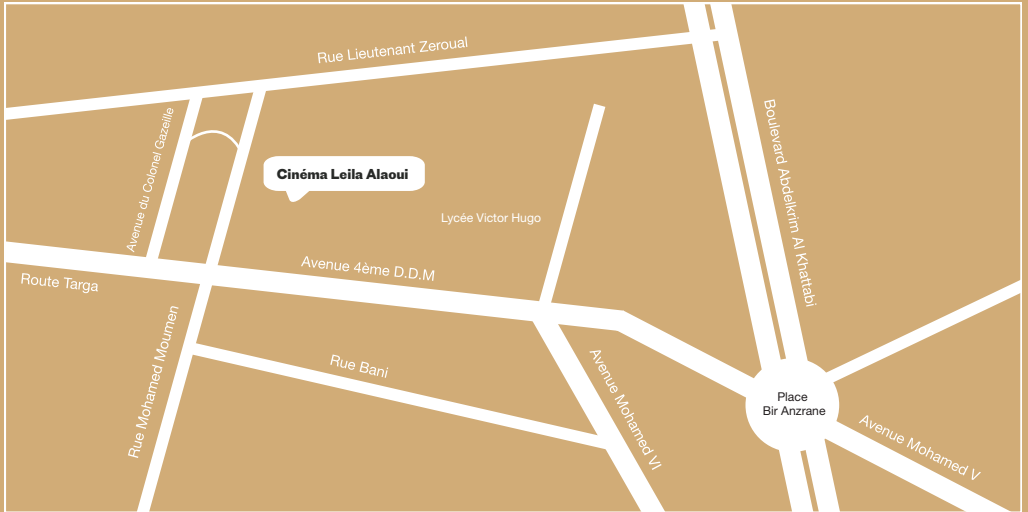 Rue Lieutenant Zeroual
Avenue du Colonel Gazeille
Boulevard Abdelkrim Al Khattabi
Cinéma Leila Alaoui
Lycée Victor Hugo
Avenue 4ème D.D.M
Route Targa
Rue Mohamed Moumen
Rue Bani
Avenue Mohamed VI
Place
Bir Anzrane
Avenue Mohamed V